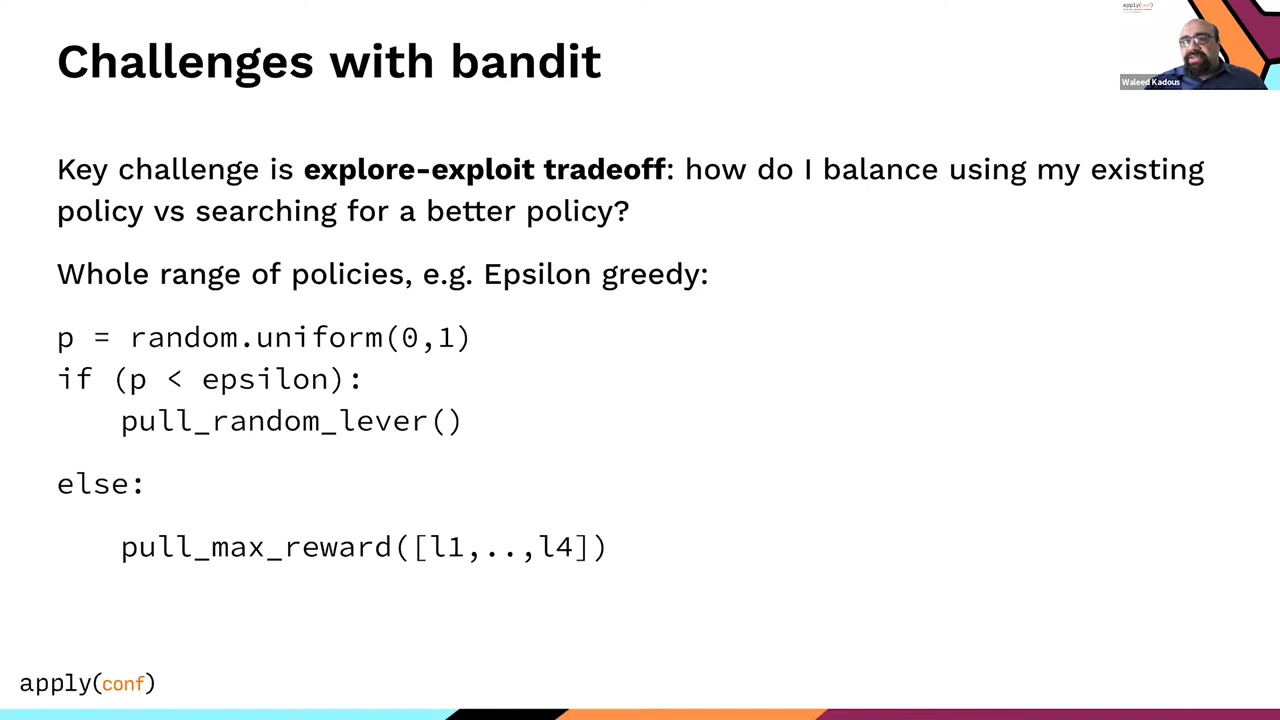 apply(conf)
Challenges with bandit
Waleed Kadous
Key challenge is explore-exploit tradeoff: how do I balance using my existing
policy vs searching for a better policy?
Whole range of policies, e.g. Epsilon greedy:
p = random.uniform(0,1)
if (p < epsilon):
pull_random_lever()
else:
pull_max_reward([l1,..,l4])
apply(conf)